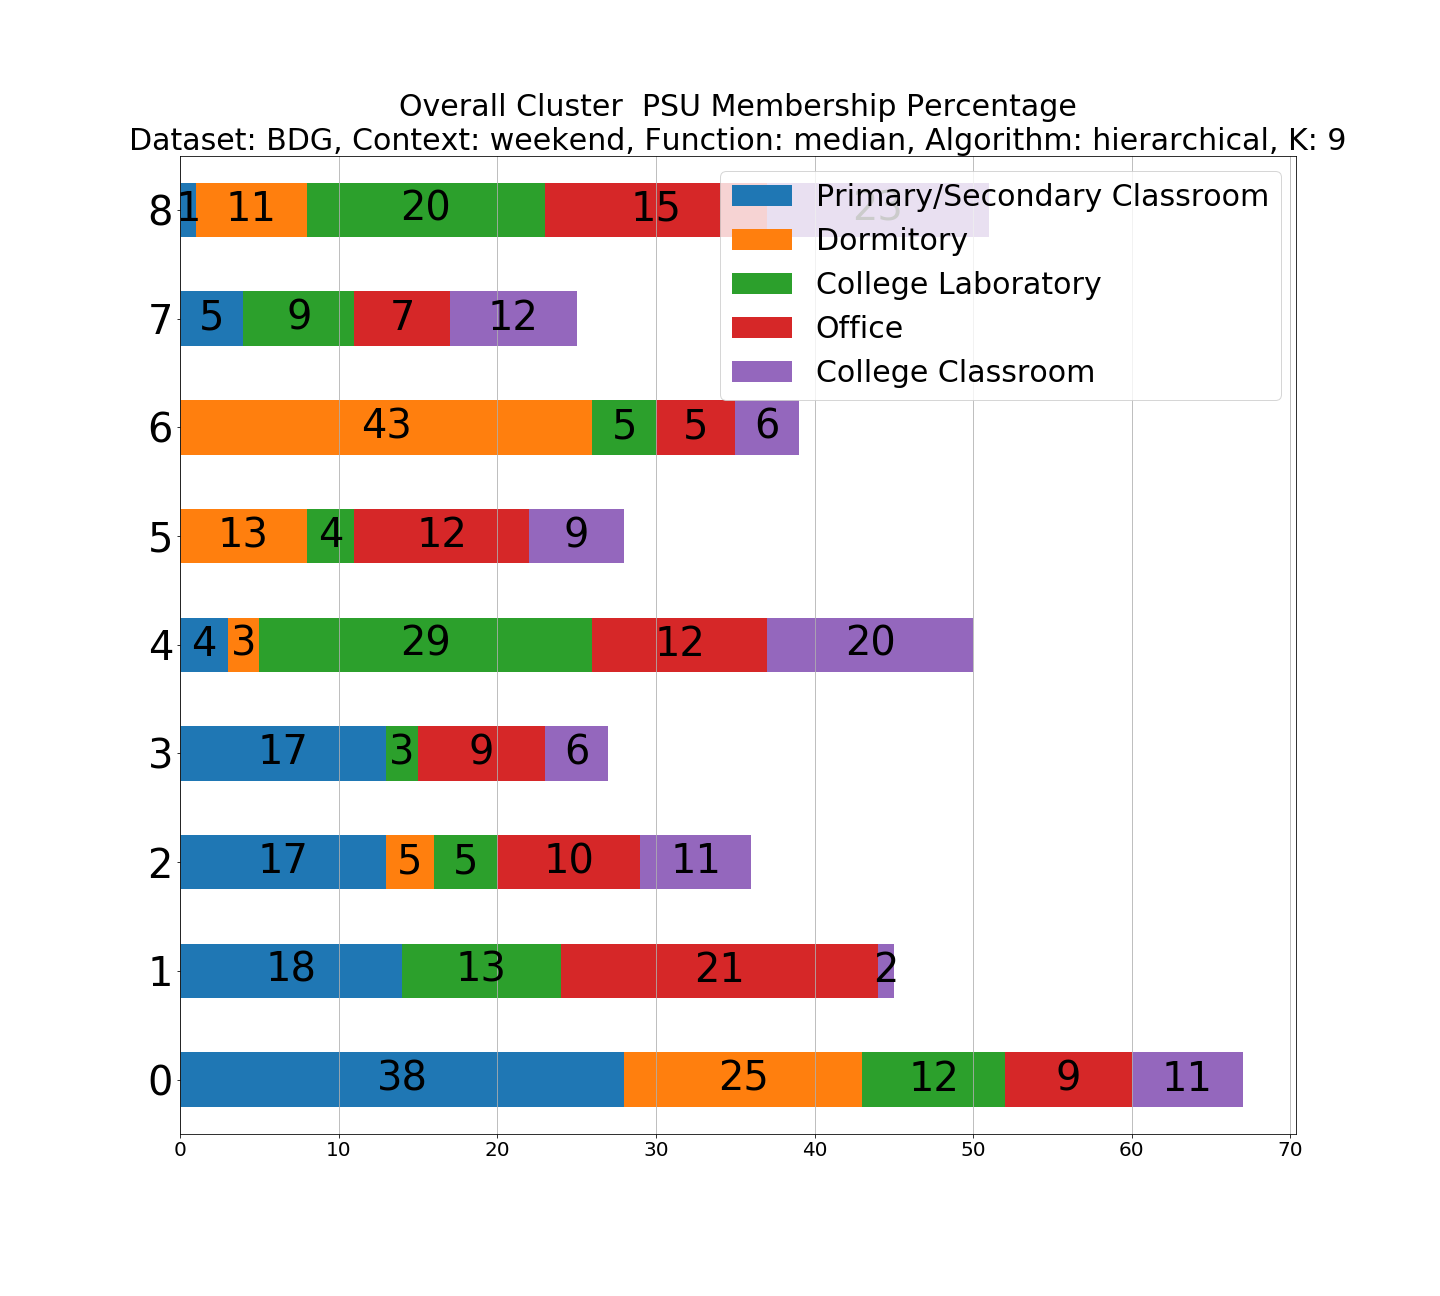 Overall Cluster  PSU Membership Percentage
Dataset: BDG, Context: weekend, Function: median, Algorithm: hierarchical, K: 9
8 1 11 20 15
Primary/Secondary Classroom
Dormitory
College Laboratory
Office
College Classroom
7 5 9 7 12
6 43 5 5 6
5 13 4 12 9
4 4 3 29 12 20
3 17 3 9 6
2 17 5 5 10 11
1 18 13 21 2
0 38 25 12 9 11
0 10 20 30 40 50 60 70